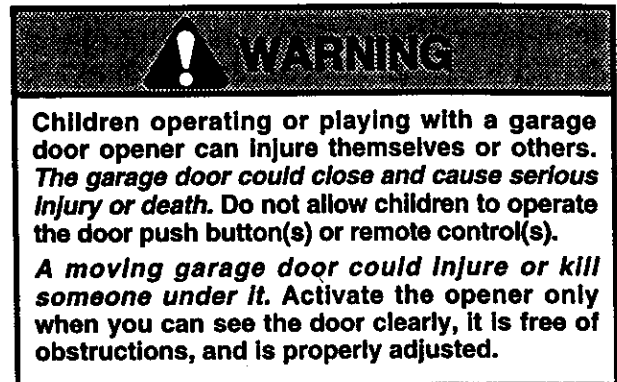 WARNING
Children operating or playing with a garage
door opener can injure themselves or others.
The garage door could close and cause serious
injury or death. Do not allow children to operate
the door push button(s) or remote control(s).
A moving garage door could injure or kill
someone under it. Activate the opener only
when you can see the door clearly, it is free of
obstructions, and is properly adjusted.